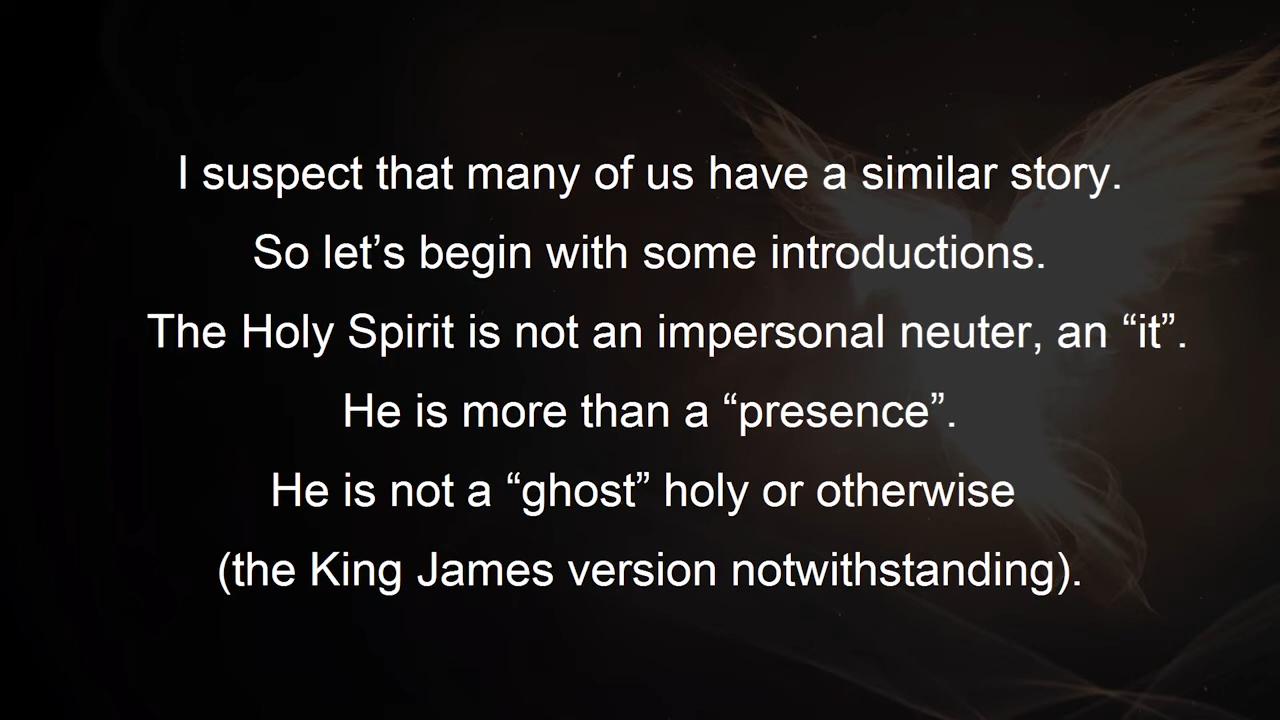 I suspect that many of us have a similar story.
So let’s begin with some introductions.
The Holy Spirit is not an impersonal neuter, an “it”.
He is more than a “presence”.
He is not a “ghost” holy or otherwise
(the King James version notwithstanding).